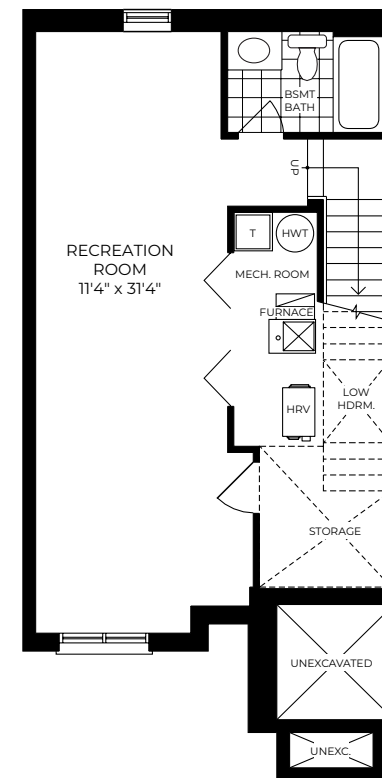 BSMT
BATH
UP
RECREATION
ROOM
11'4" x 31'4"
T
HWT
MECH. ROOM
FURNACE
HRV
LOW
HDRM.
STORAGE
UNEXCAVATED
UNEXC.